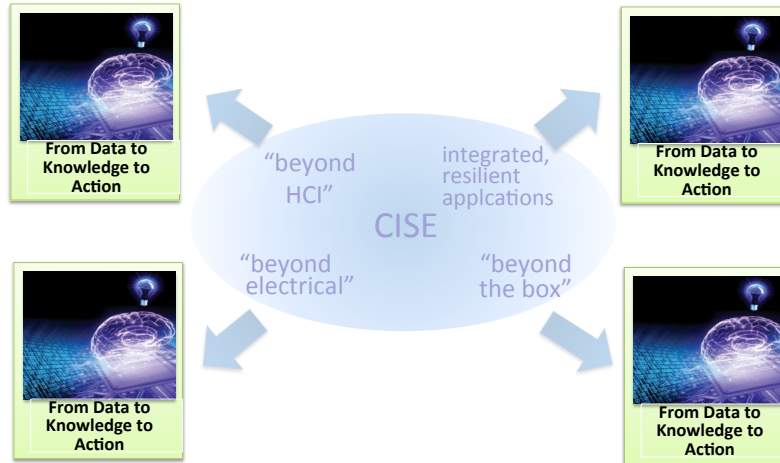 From Data to
Knowledge to
Action
From Data to
Knowledge to
Action
“beyond
HCI”
integrated,
resilient
applcations
CISE
“beyond
electrical”
“beyond
the box”
From Data to
Knowledge to
Action
From Data to
Knowledge to
Action